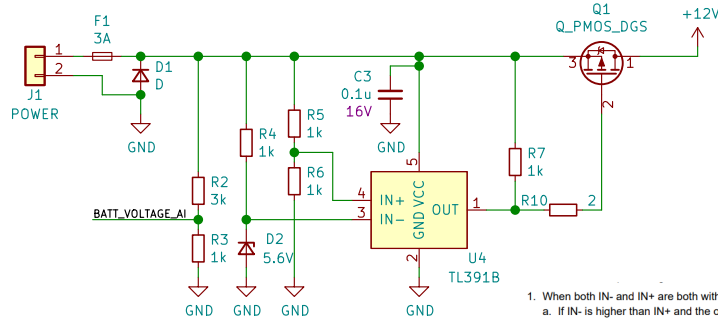 Q1
Q_PMOS_DGS
+12V
F1
3A
1
2
J1
POWER
D1
D
GND
3
1
2
C3
0.1u
16V
GND
R5
1k
R4
1k
R6
1k
R7
1k
R2
3k
BATT_VOLTAGE_AI
R3
1k
D2
5.6V
4
IN+
3
IN-
5
VCC
GND
2
OUT
1
R10
2
U4
TL391B
GND
GND
GND
GND
1. When both IN- and IN+ are both with
a. If IN- is higher than IN+ and the